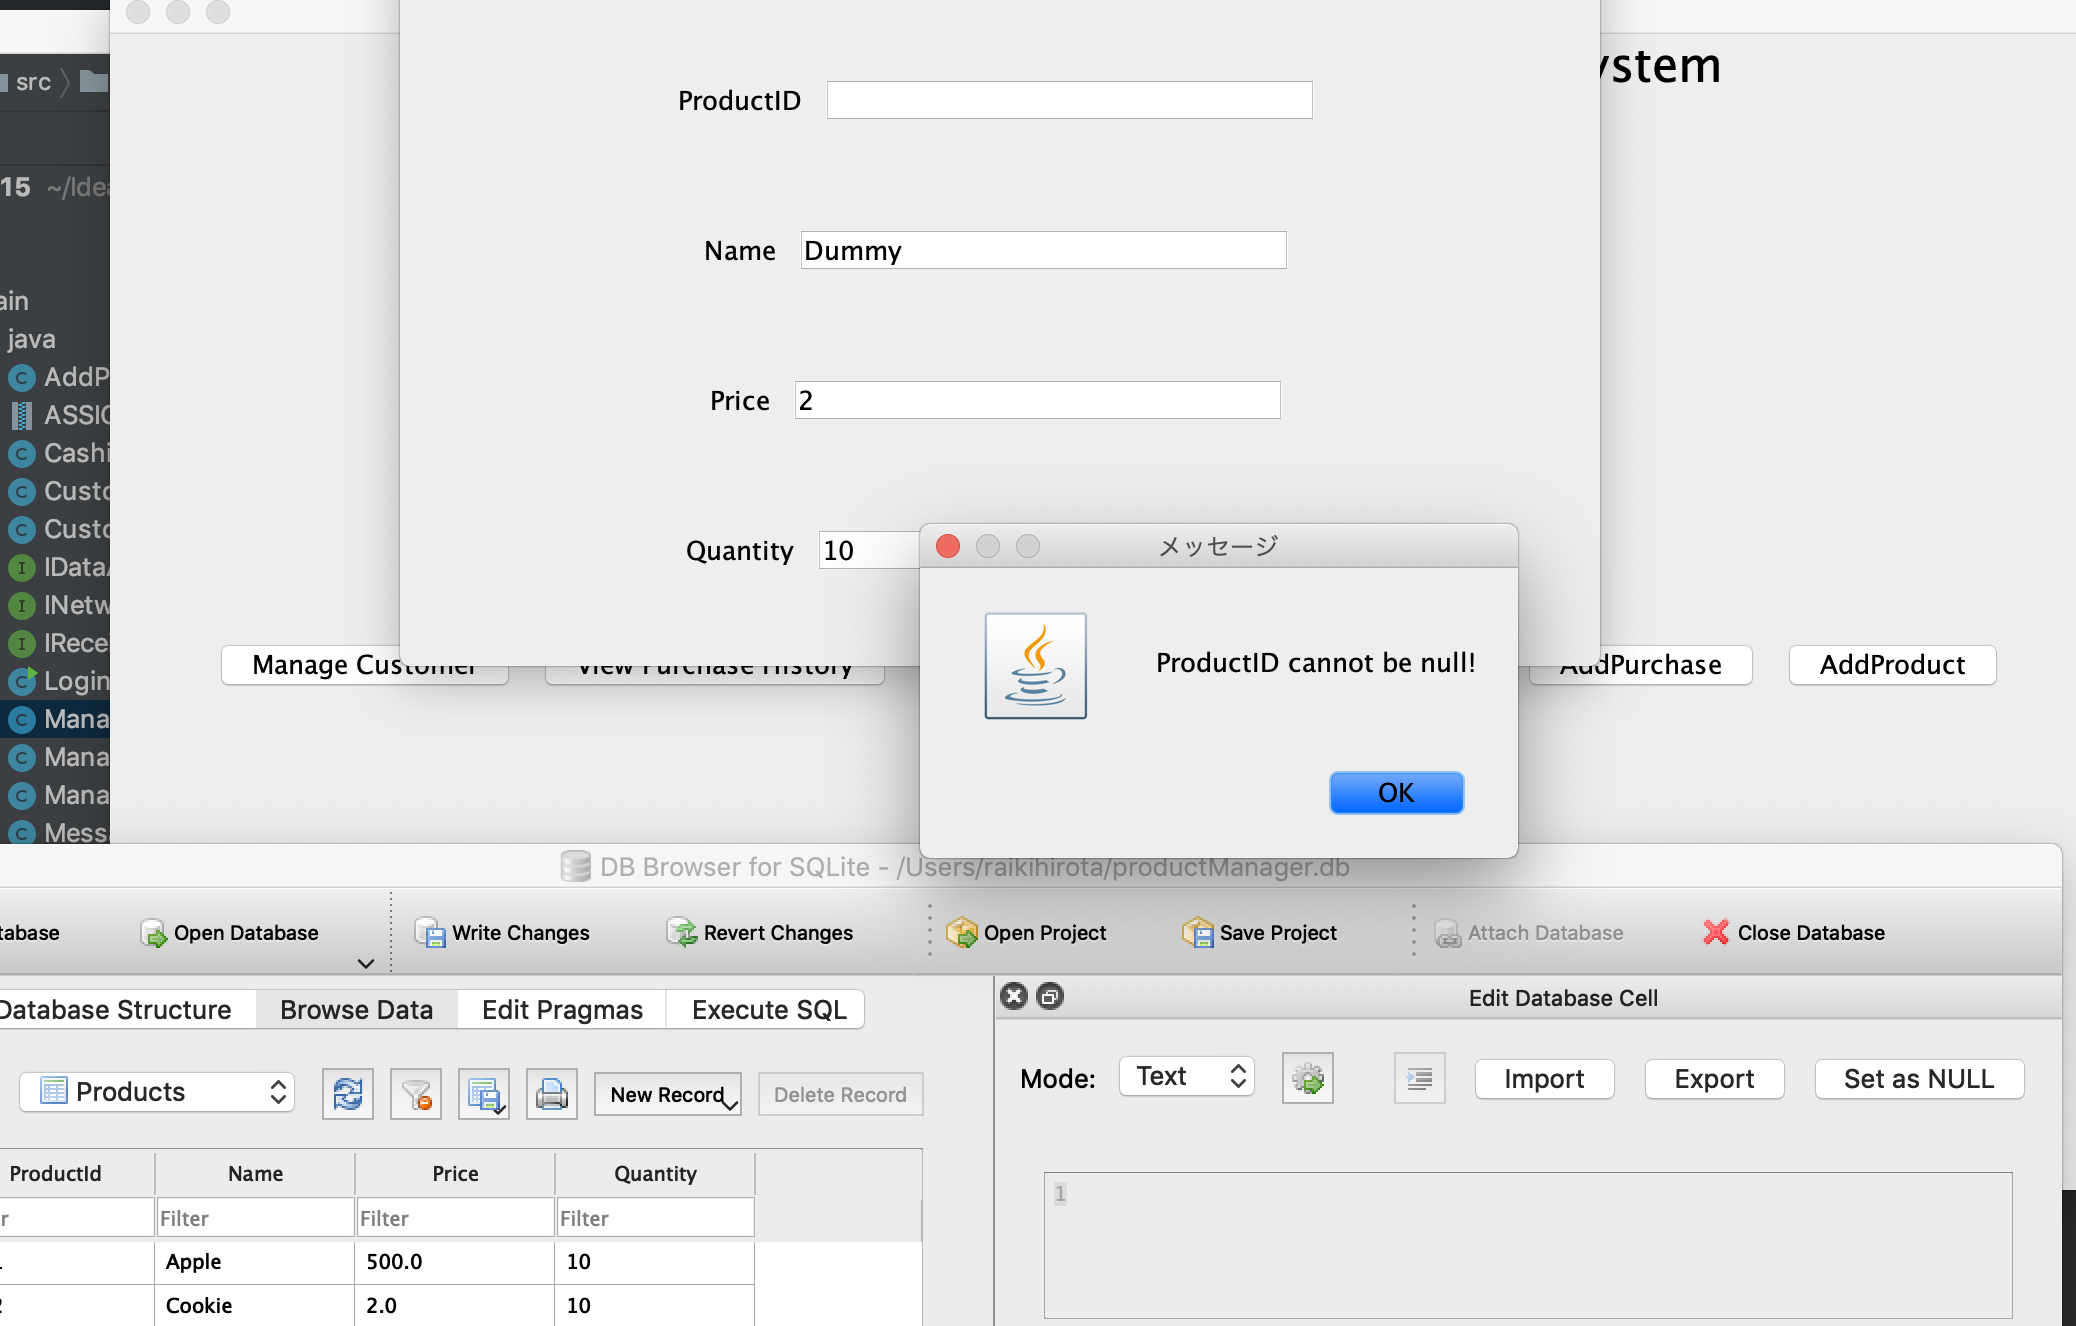 ystem
src
ProductID
15 ~/Idea
Name Dummy
ain
java
Price 2
AddP
ASSIG
Cashi
Custo
Custo
Quantity 10
メッセージ
IData
INetw
IRecei
Login
Mana
Mana
Mana
Messa
Manage Customer
View Purchase History
AddPurchase
AddProduct
ProductID cannot be null!
OK
DB Browser for SQLite - /Users/raikihirota/productManager.db
tabase Open Database Write Changes Revert Changes Open Project Save Project Attach Database Close Database
Database Structure Browse Data Edit Pragmas Execute SQL
Edit Database Cell
Products New Record Delete Record
Mode: Text Import Export Set as NULL
1
ProductId Name Price Quantity
r Filter Filter Filter
Apple 500.0 10
2 Cookie 2.0 10